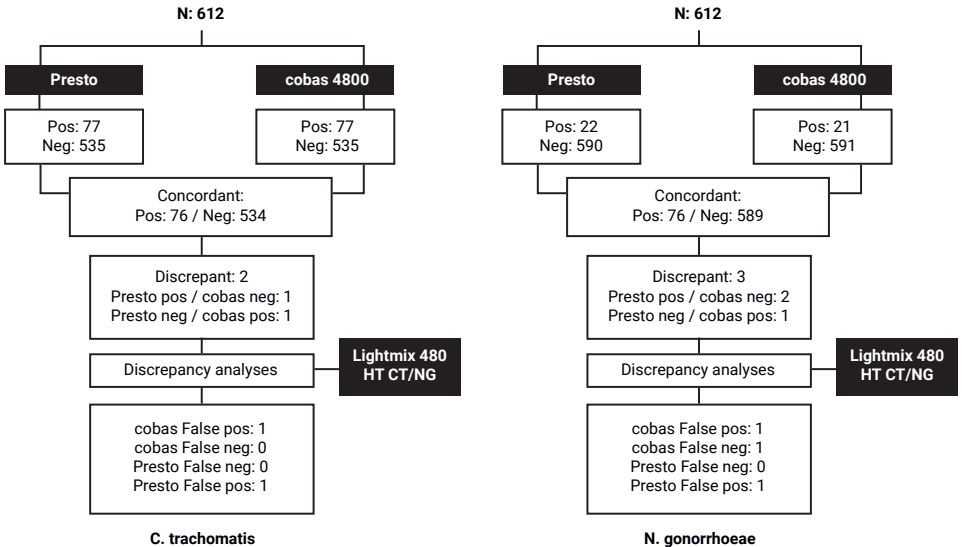 N: 612
Presto
cobas 4800
Pos: 77
Neg: 535
Pos: 77
Neg: 535
Concordant:
Pos: 76 / Neg: 534
Discrepant: 2
Presto pos / cobas neg: 1
Presto neg / cobas pos: 1
Discrepancy analyses
Lightmix 480
HT CT/NG
cobas False pos: 1
cobas False neg: 0
Presto False neg: 0
Presto False pos: 1
C. trachomatis
N: 612
Presto
cobas 4800
Pos: 22
Neg: 590
Pos: 21
Neg: 591
Concordant:
Pos: 76 / Neg: 589
Discrepant: 3
Presto pos / cobas neg: 2
Presto neg / cobas pos: 1
Discrepancy analyses
Lightmix 480
HT CT/NG
cobas False pos: 1
cobas False neg: 1
Presto False neg: 0
Presto False pos: 1
N. gonorrhoeae